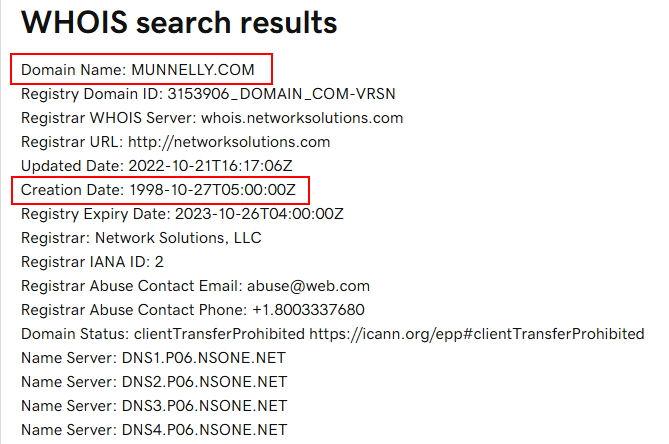 WHOIS search results
Domain Name: MUNNELLY.COM
Registry Domain ID: 3153906_DOMAIN_COM-VRSN
Registrar WHOIS Server: whois.networksolutions.com
Registrar URL: http://networksolutions.com
Updated Date: 2022-10-21T16:17:06Z
Creation Date: 1998-10-27T05:00:00Z
Registry Expiry Date: 2023-10-26T04:00:00Z
Registrar: Network Solutions, LLC
Registrar IANA ID: 2
Registrar Abuse Contact Email: abuse@web.com
Registrar Abuse Contact Phone: +1.8003337680
Domain Status: clientTransferProhibited https://icann.org/epp#clientTransferProhibited
Name Server: DNS1.P06.NSONE.NET
Name Server: DNS2.P06.NSONE.NET
Name Server: DNS3.P06.NSONE.NET
Name Server: DNS4.P06.NSONE.NET